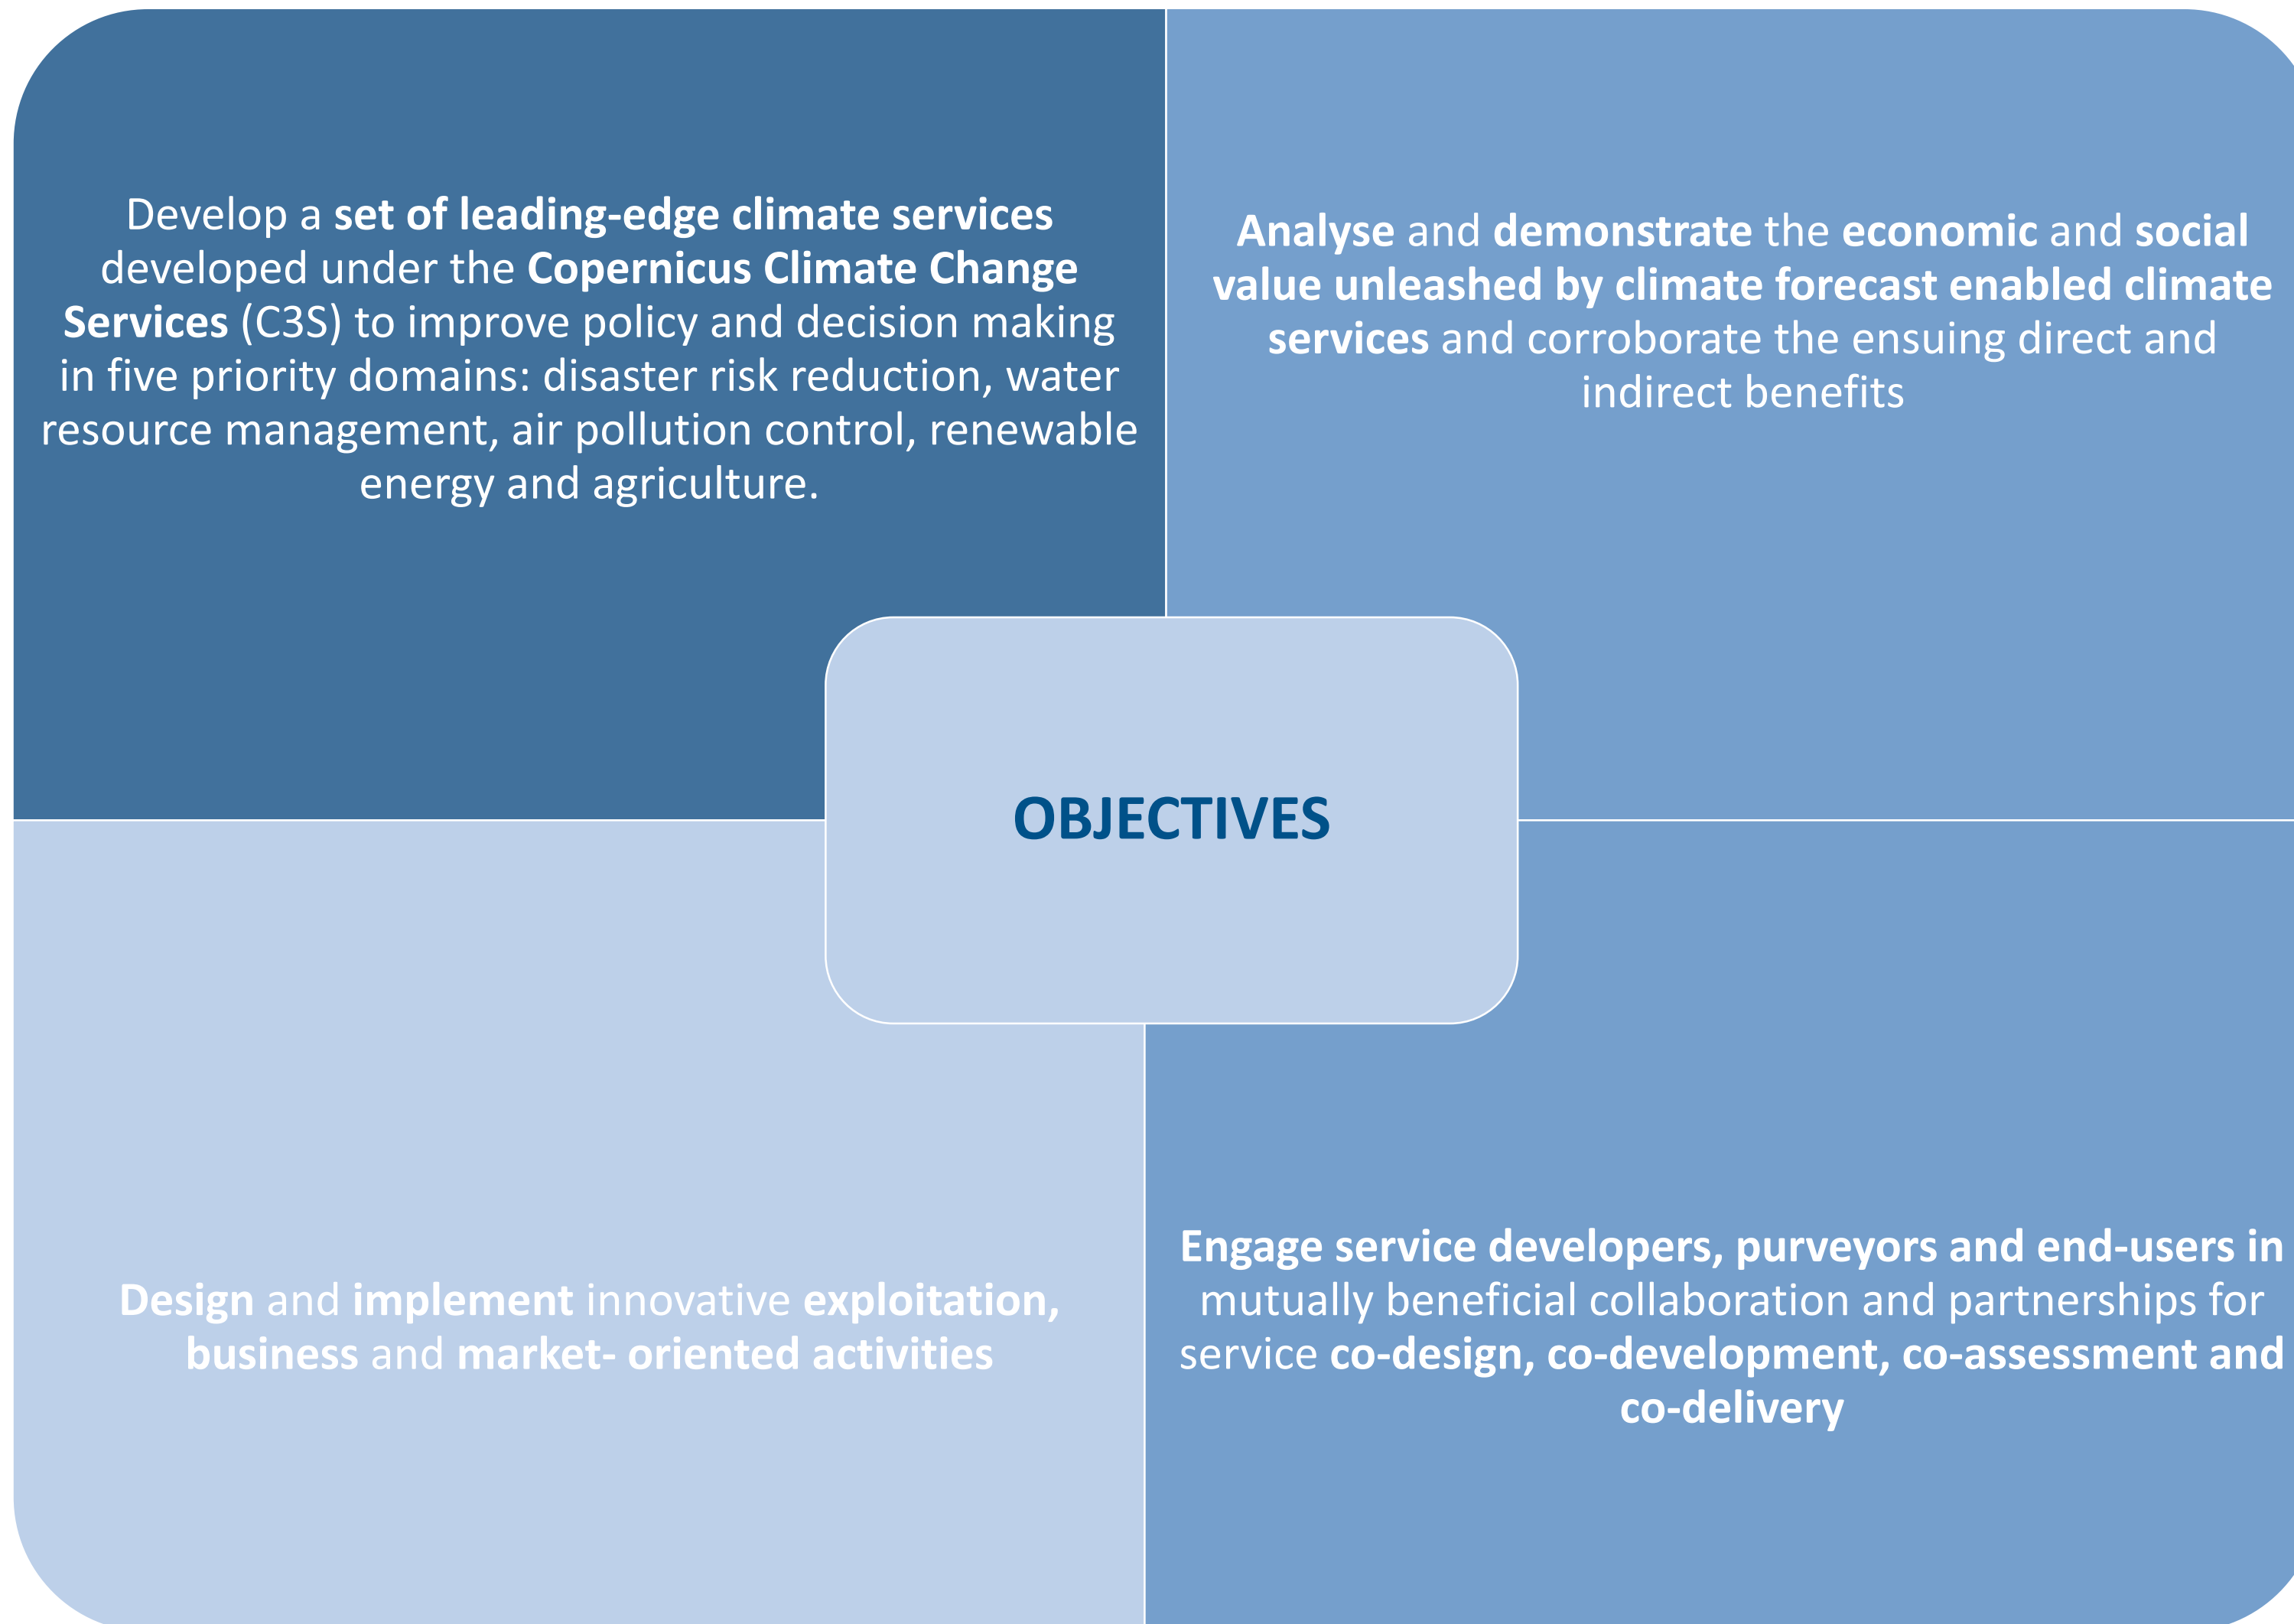 Develop a set of leading-edge climate services
developed under the Copernicus Climate Change
Services (C3S) to improve policy and decision making
in five priority domains: disaster risk reduction, water
resource management, air pollution control, renewable
energy and agriculture.
Analyse and demonstrate the economic and social
value unleashed by climate forecast enabled climate
services and corroborate the ensuing direct and
indirect benefits
OBJECTIVES
Design and implement innovative exploitation,
business and market- oriented activities
Engage service developers, purveyors and end-users in
mutually beneficial collaboration and partnerships for
service co-design, co-development, co-assessment and
co-delivery